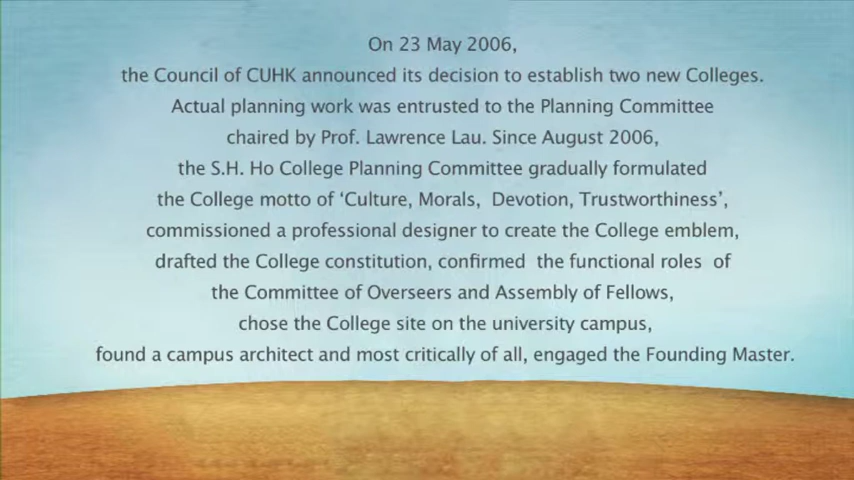 On 23 May 2006,
the Council of CUHK announced its decision to establish two new Colleges.
Actual planning work was entrusted to the Planning Committee
chaired by Prof. Lawrence Lau. Since August 2006,
the S.H. Ho College Planning Committee gradually formulated
the College motto of ‘Culture, Morals,  Devotion, Trustworthiness’,
commissioned a professional designer to create the College emblem,
drafted the College constitution, confirmed  the functional roles  of
the Committee of Overseers and Assembly of Fellows,
chose the College site on the university campus,
found a campus architect and most critically of all, engaged the Founding Master.